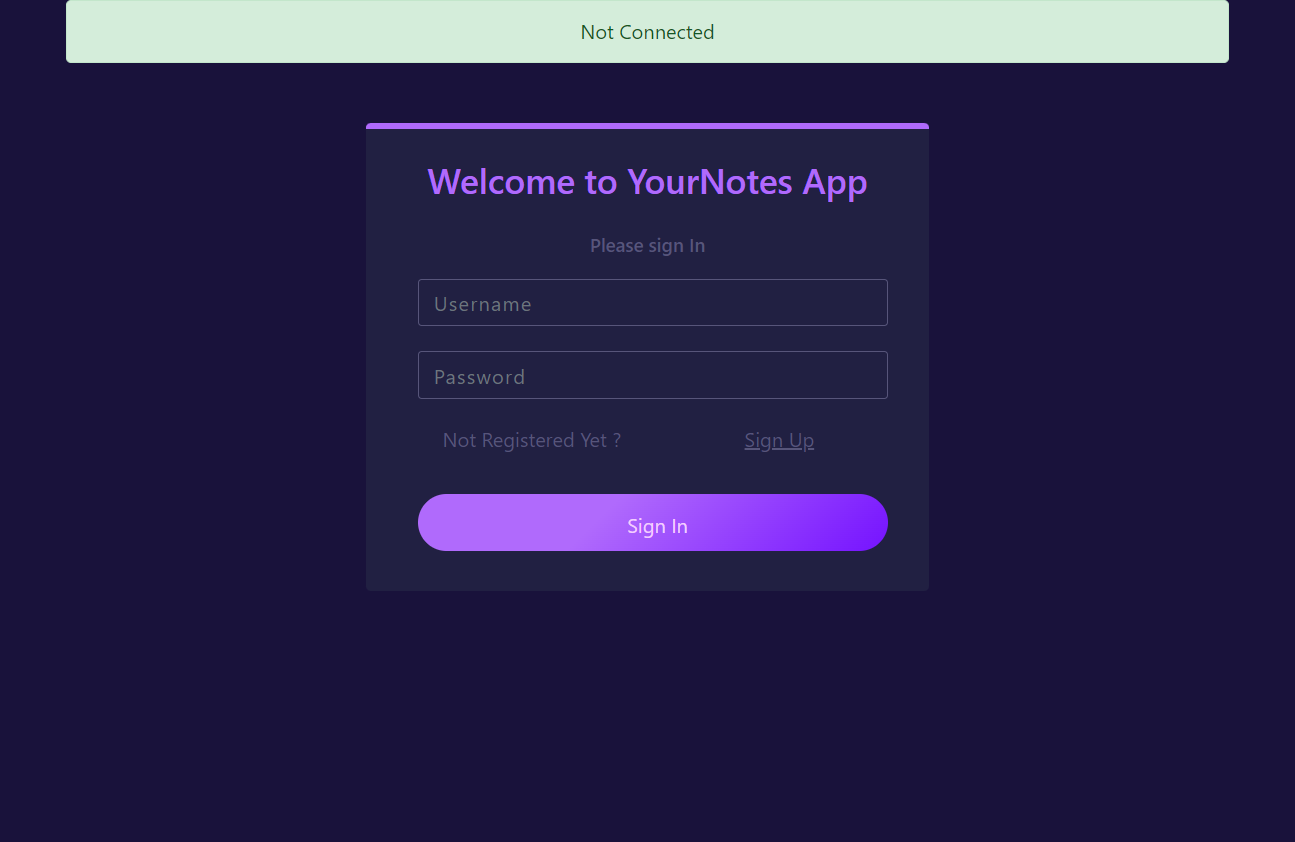 Not Connected
Welcome to YourNotes App
Please sign In
Username
Password
Not Registered Yet ? Sign Up
Sign In